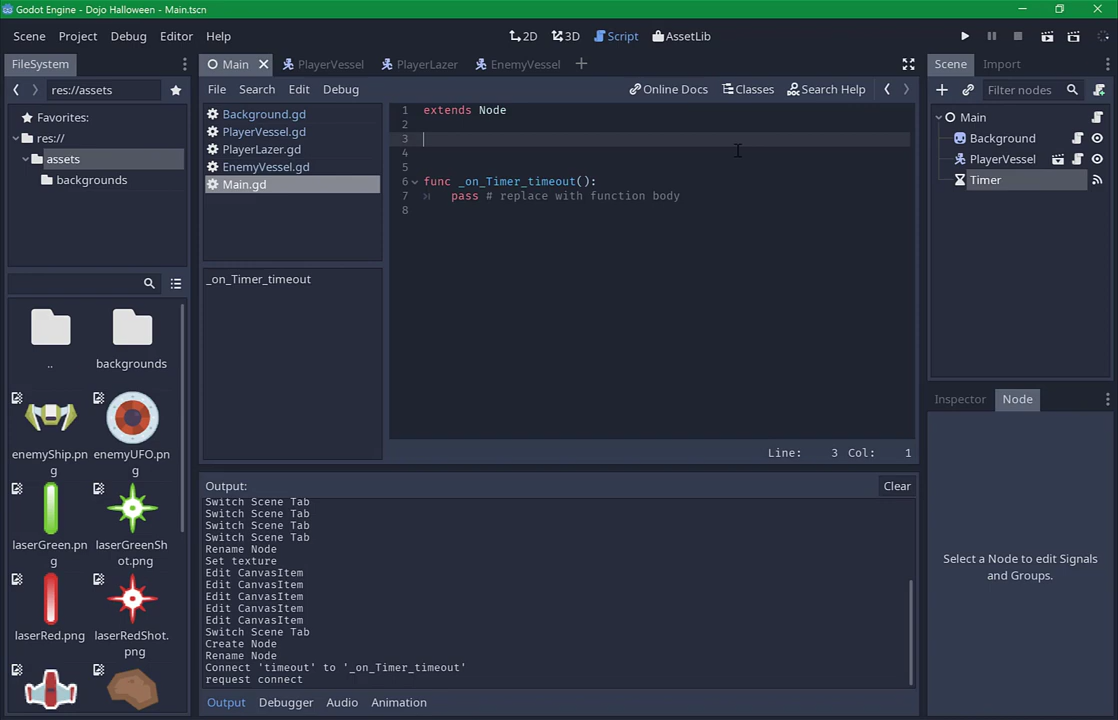 Godot Engine - Dojo Halloween - Main.tscn
Scene Project Debug Editor Help
2D 3D Script AssetLib
FileSystem
res://assets
Favorites:
res://
assets
backgrounds
..
backgrounds
enemyShip.pn
g
enemyUFO.pn
g
laserGreen.pn
g
laserGreenSh
ot.png
laserRed.png
laserRedShot.
png
Main PlayerVessel PlayerLazer EnemyVessel
File Search Edit Debug
Online Docs Classes Search Help
Background.gd
PlayerVessel.gd
PlayerLazer.gd
EnemyVessel.gd
Main.gd
_on_Timer_timeout
1 extends Node
2
3
4
5
6 func _on_Timer_timeout():
7 pass # replace with function body
8
Line: 3 Col: 1
Output:
Clear
Switch Scene Tab
Switch Scene Tab
Switch Scene Tab
Switch Scene Tab
Rename Node
Set texture
Edit CanvasItem
Edit CanvasItem
Edit CanvasItem
Edit CanvasItem
Edit CanvasItem
Switch Scene Tab
Create Node
Rename Node
Connect 'timeout' to '_on_Timer_timeout'
request connect
Output Debugger Audio Animation
Scene Import
Filter nodes
Main
Background
PlayerVessel
Timer
Inspector Node
Select a Node to edit Signals
and Groups.